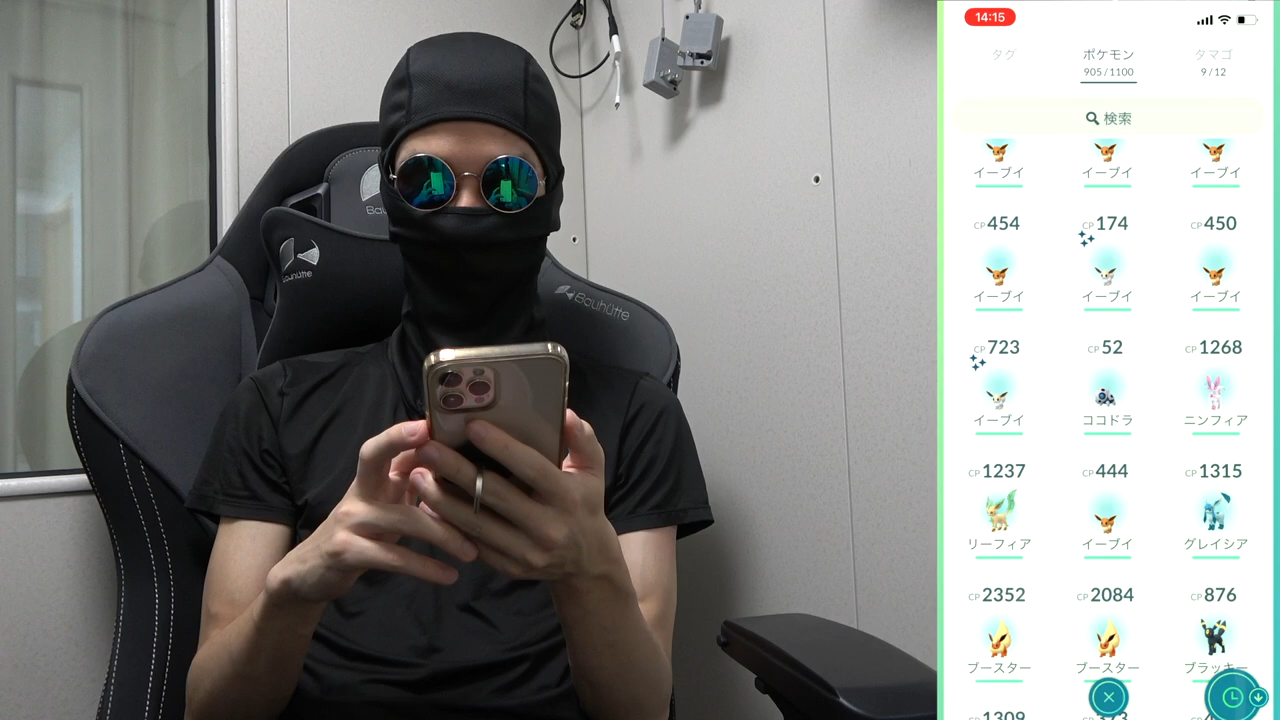 Bauhütte
Bauhütte
14:15
タグ
ポケモン
タマゴ
905/1100
9/12
検索
イーブイ
イーブイ
イーブイ
CP454
CP174
CP450
イーブイ
イーブイ
イーブイ
CP723
CP52
CP1268
イーブイ
ココドラ
ニンフィア
CP1237
CP444
CP1315
リーフィア
イーブイ
グレイシア
CP2352
CP2084
CP876
ブースター
ブースター
ブラッキー